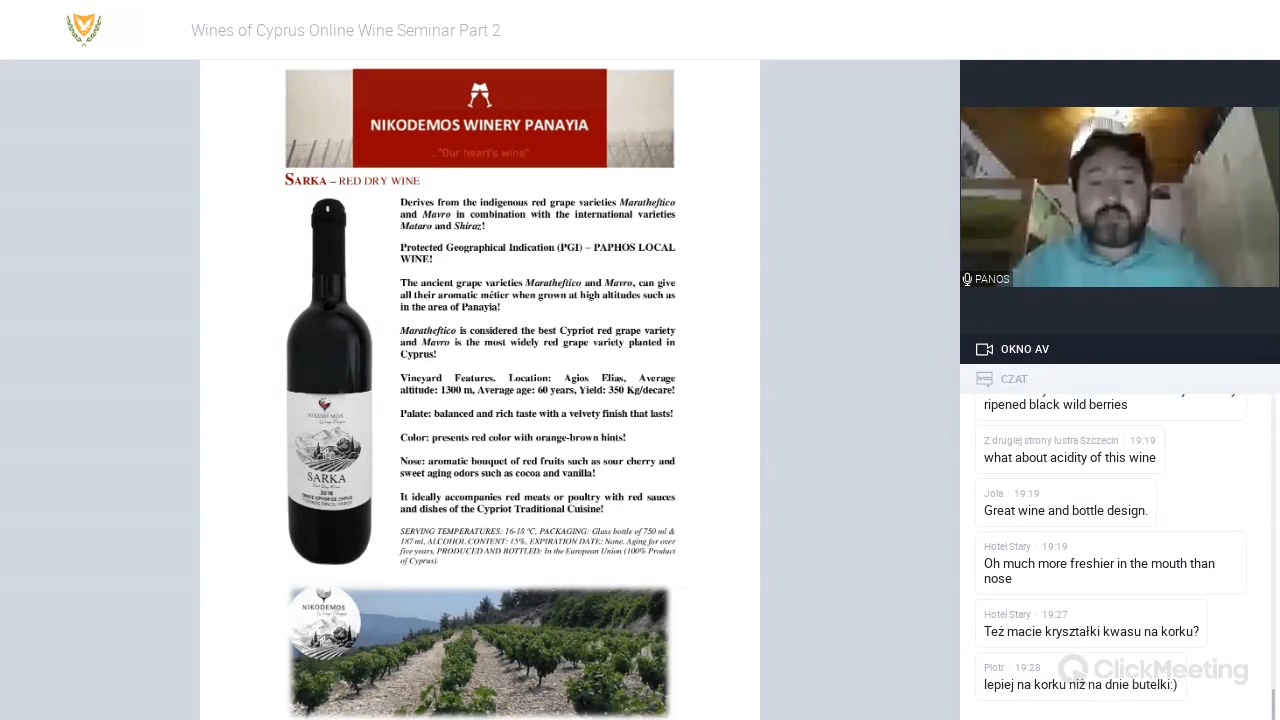 Wines of Cyprus Online Wine Seminar Part 2
NIKODEMOS WINERY PANAYIA
..."Our heart's wine"
SARKA – RED DRY WINE
Derives from the indigenous red grape varieties Maratheftico
and Mavro in combination with the international varieties
Mataro and Shiraz!
Protected Geographical Indication (PGI) – PAPHOS LOCAL
WINE!
The ancient grape varieties Maratheftico and Mavro, can give
all their aromatic métier when grown at high altitudes such as
in the area of Panayia!
Maratheftico is considered the best Cypriot red grape variety
and Mavro is the most widely red grape variety planted in
Cyprus!
Vineyard Features. Location: Agios Elias, Average
altitude: 1300 m, Average age: 60 years, Yield: 350 Kg/decare!
Palate: balanced and rich taste with a velvety finish that lasts!
Color: presents red color with orange-brown hints!
Nose: aromatic bouquet of red fruits such as sour cherry and
sweet aging odors such as cocoa and vanilla!
It ideally accompanies red meats or poultry with red sauces
and dishes of the Cypriot Traditional Cuisine!
SERVING TEMPERATURES: 16-18 °C, PACKAGING: Glass bottle of 750 ml &
187 ml, ALCOHOL CONTENT: 15%, EXPIRATION DATE: None. Aging for over
five years, PRODUCED AND BOTTLED: In the European Union (100% Product
of Cyprus).
NIKODEMOS
SARKA
2018
NIKODEMOS
PANOS
OKNO AV
CZAT
ripened black wild berries
Z drugiej strony lustra Szczecin 19:19
what about acidity of this wine
Jola 19:19
Great wine and bottle design.
Hotel Stary 19:19
Oh much more freshier in the mouth than
nose
Hotel Stary 19:27
Też macie kryształki kwasu na korku?
Piotr 19:28
lepiej na korku niż na dnie butelki:)
ClickMeeting